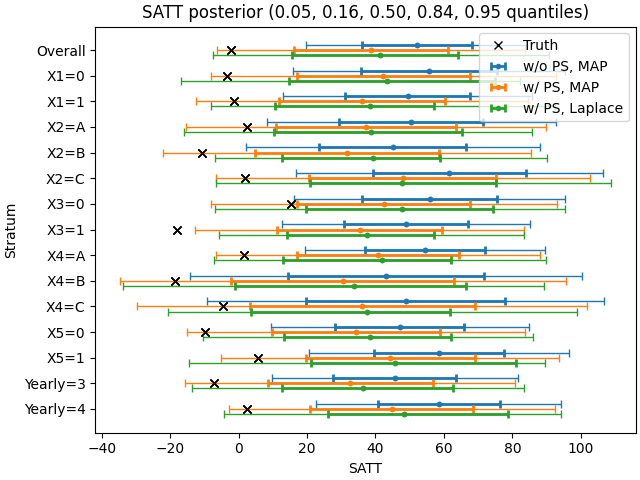 SATT posterior (0.05, 0.16, 0.50, 0.84, 0.95 quantiles)
Truth
w/o PS, MAP
w/ PS, MAP
w/ PS, Laplace
Stratum
Overall
X1=0
X1=1
X2=A
X2=B
X2=C
X3=0
X3=1
X4=A
X4=B
X4=C
X5=0
X5=1
Yearly=3
Yearly=4
−40 −20 0 20 40 60 80 100
SATT